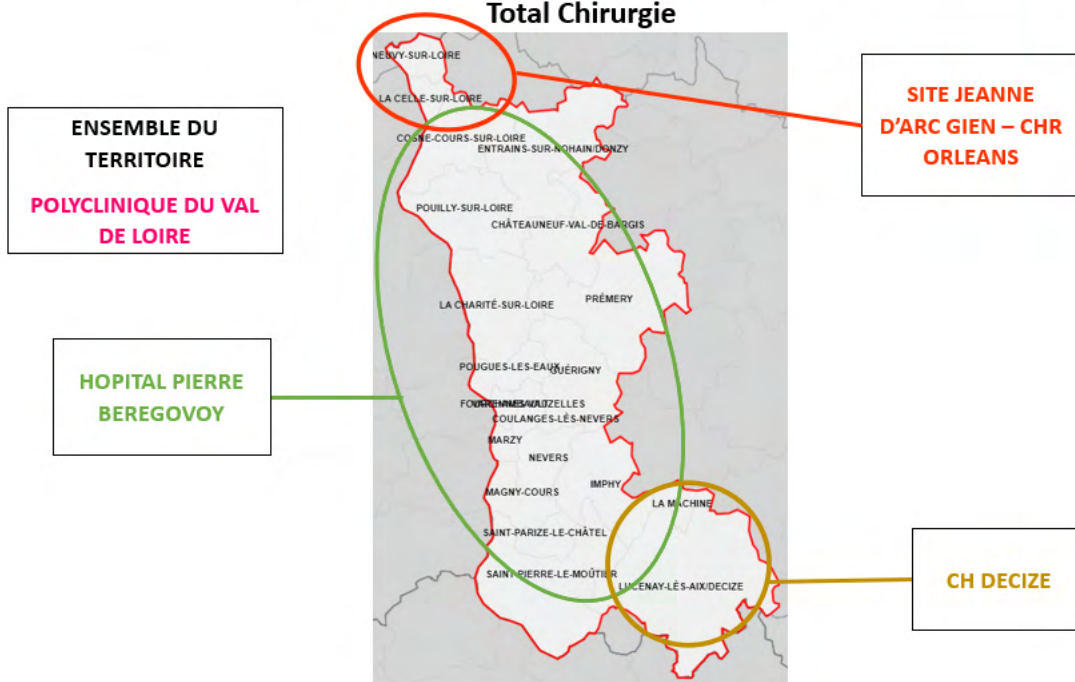 Total Chirurgie
NEUVY-SUR-LOIRE
LA CELLE-SUR-LOIRE
SITE JEANNE
D'ARC GIEN – CHR
ORLEANS
ENSEMBLE DU
TERRITOIRE
POLYCLINIQUE DU VAL
DE LOIRE
COSNE-COURS-SUR-LOIRE
ENTRAINS-SUR-NOHAIN/DONZY
POUILLY-SUR-LOIRE
CHÂTEAUNEUF-VAL-DE-BARGIS
LA CHARITÉ-SUR-LOIRE
PRÉMERY
HOPITAL PIERRE
BEREGOVOY
POUGUES-LES-EAUX
GUÉRIGNY
COULANGES-LÈS-NEVERS
MARZY
NEVERS
IMPHY
MAGNY-COURS
LA MACHINE
SAINT-PARIZE-LE-CHÂTEL
SAINT-PIERRE-LE-MOÛTIER
LUCENAY-LÈS-AIX/DECIZE
CH DECIZE